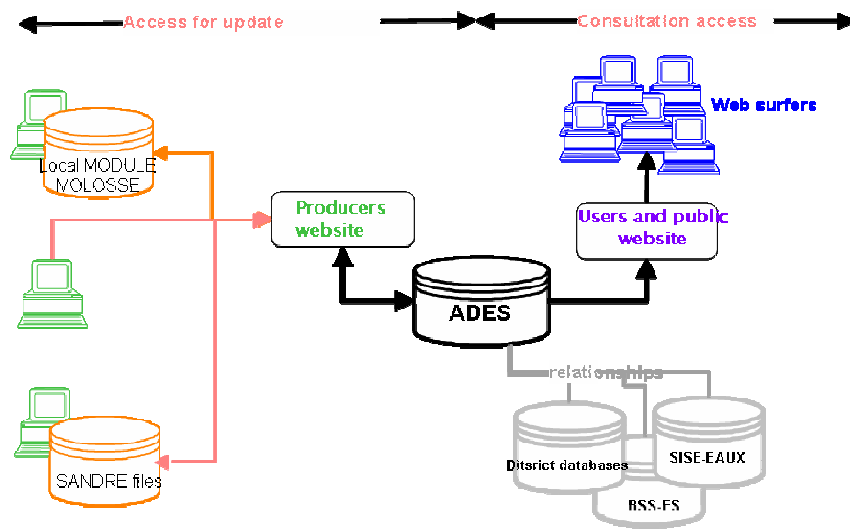 Access for update
Consultation access
Web surfers
Local MODULE
MOLOSSE
Producers
website
Users and public
website
ADES
relationships
Ditsrict databases
SISE-EAUX
BSS-ES
SANDRE files